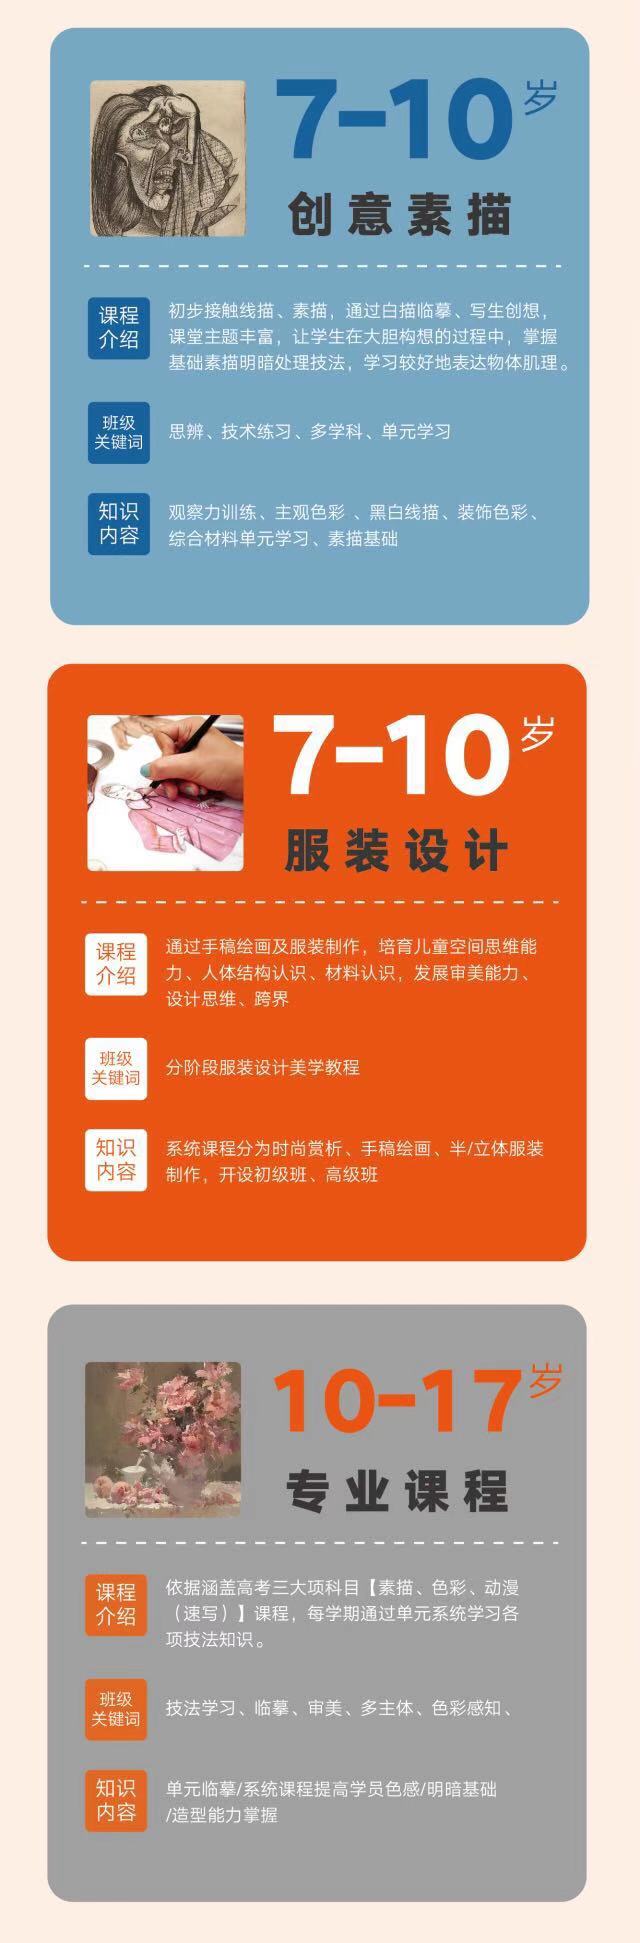 7-10岁
创意素描
课程
介绍
初步接触线描、素描，通过白描临摹、写生创想，
课堂主题丰富，让学生在大胆构想的过程中，掌握
基础素描明暗处理技法，学习较好地表达物体肌理。
班级
关键词
思辨、技术练习、多学科、单元学习
知识
内容
观察力训练、主观色彩 、黑白线描、装饰色彩、
综合材料单元学习、素描基础
7-10岁
服装设计
课程
介绍
通过手稿绘画及服装制作，培育儿童空间思维能
力、人体结构认识、材料认识，发展审美能力、
设计思维、跨界
班级
关键词
分阶段服装设计美学教程
知识
内容
系统课程分为时尚赏析、手稿绘画、半/立体服装
制作，开设初级班、高级班
10-17岁
专业课程
课程
介绍
依据涵盖高考三大项科目【素描、色彩、动漫
（速写）】课程，每学期通过单元系统学习各
项技法知识。
班级
关键词
技法学习、临摹、审美、多主体、色彩感知、
知识
内容
单元临摹/系统课程提高学员色感/明暗基础
/造型能力掌握